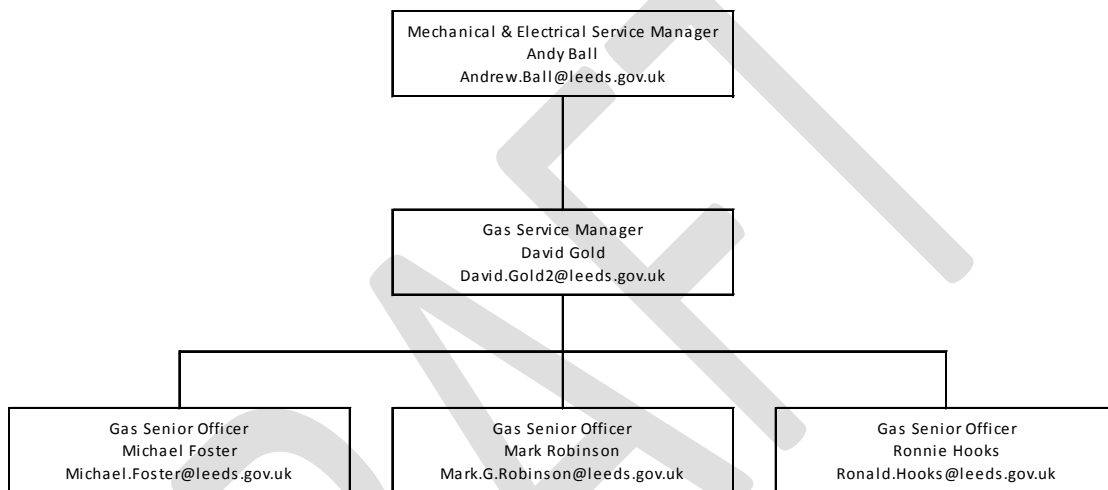 Mechanical & Electrical Service Manager
Andy Ball
Andrew.Ball@leeds.gov.uk
Gas Service Manager
David Gold
David.Gold2@leeds.gov.uk
Gas Senior Officer
Michael Foster
Michael.Foster@leeds.gov.uk
Gas Senior Officer
Mark Robinson
Mark.G.Robinson@leeds.gov.uk
Gas Senior Officer
Ronnie Hooks
Ronald.Hooks@leeds.gov.uk